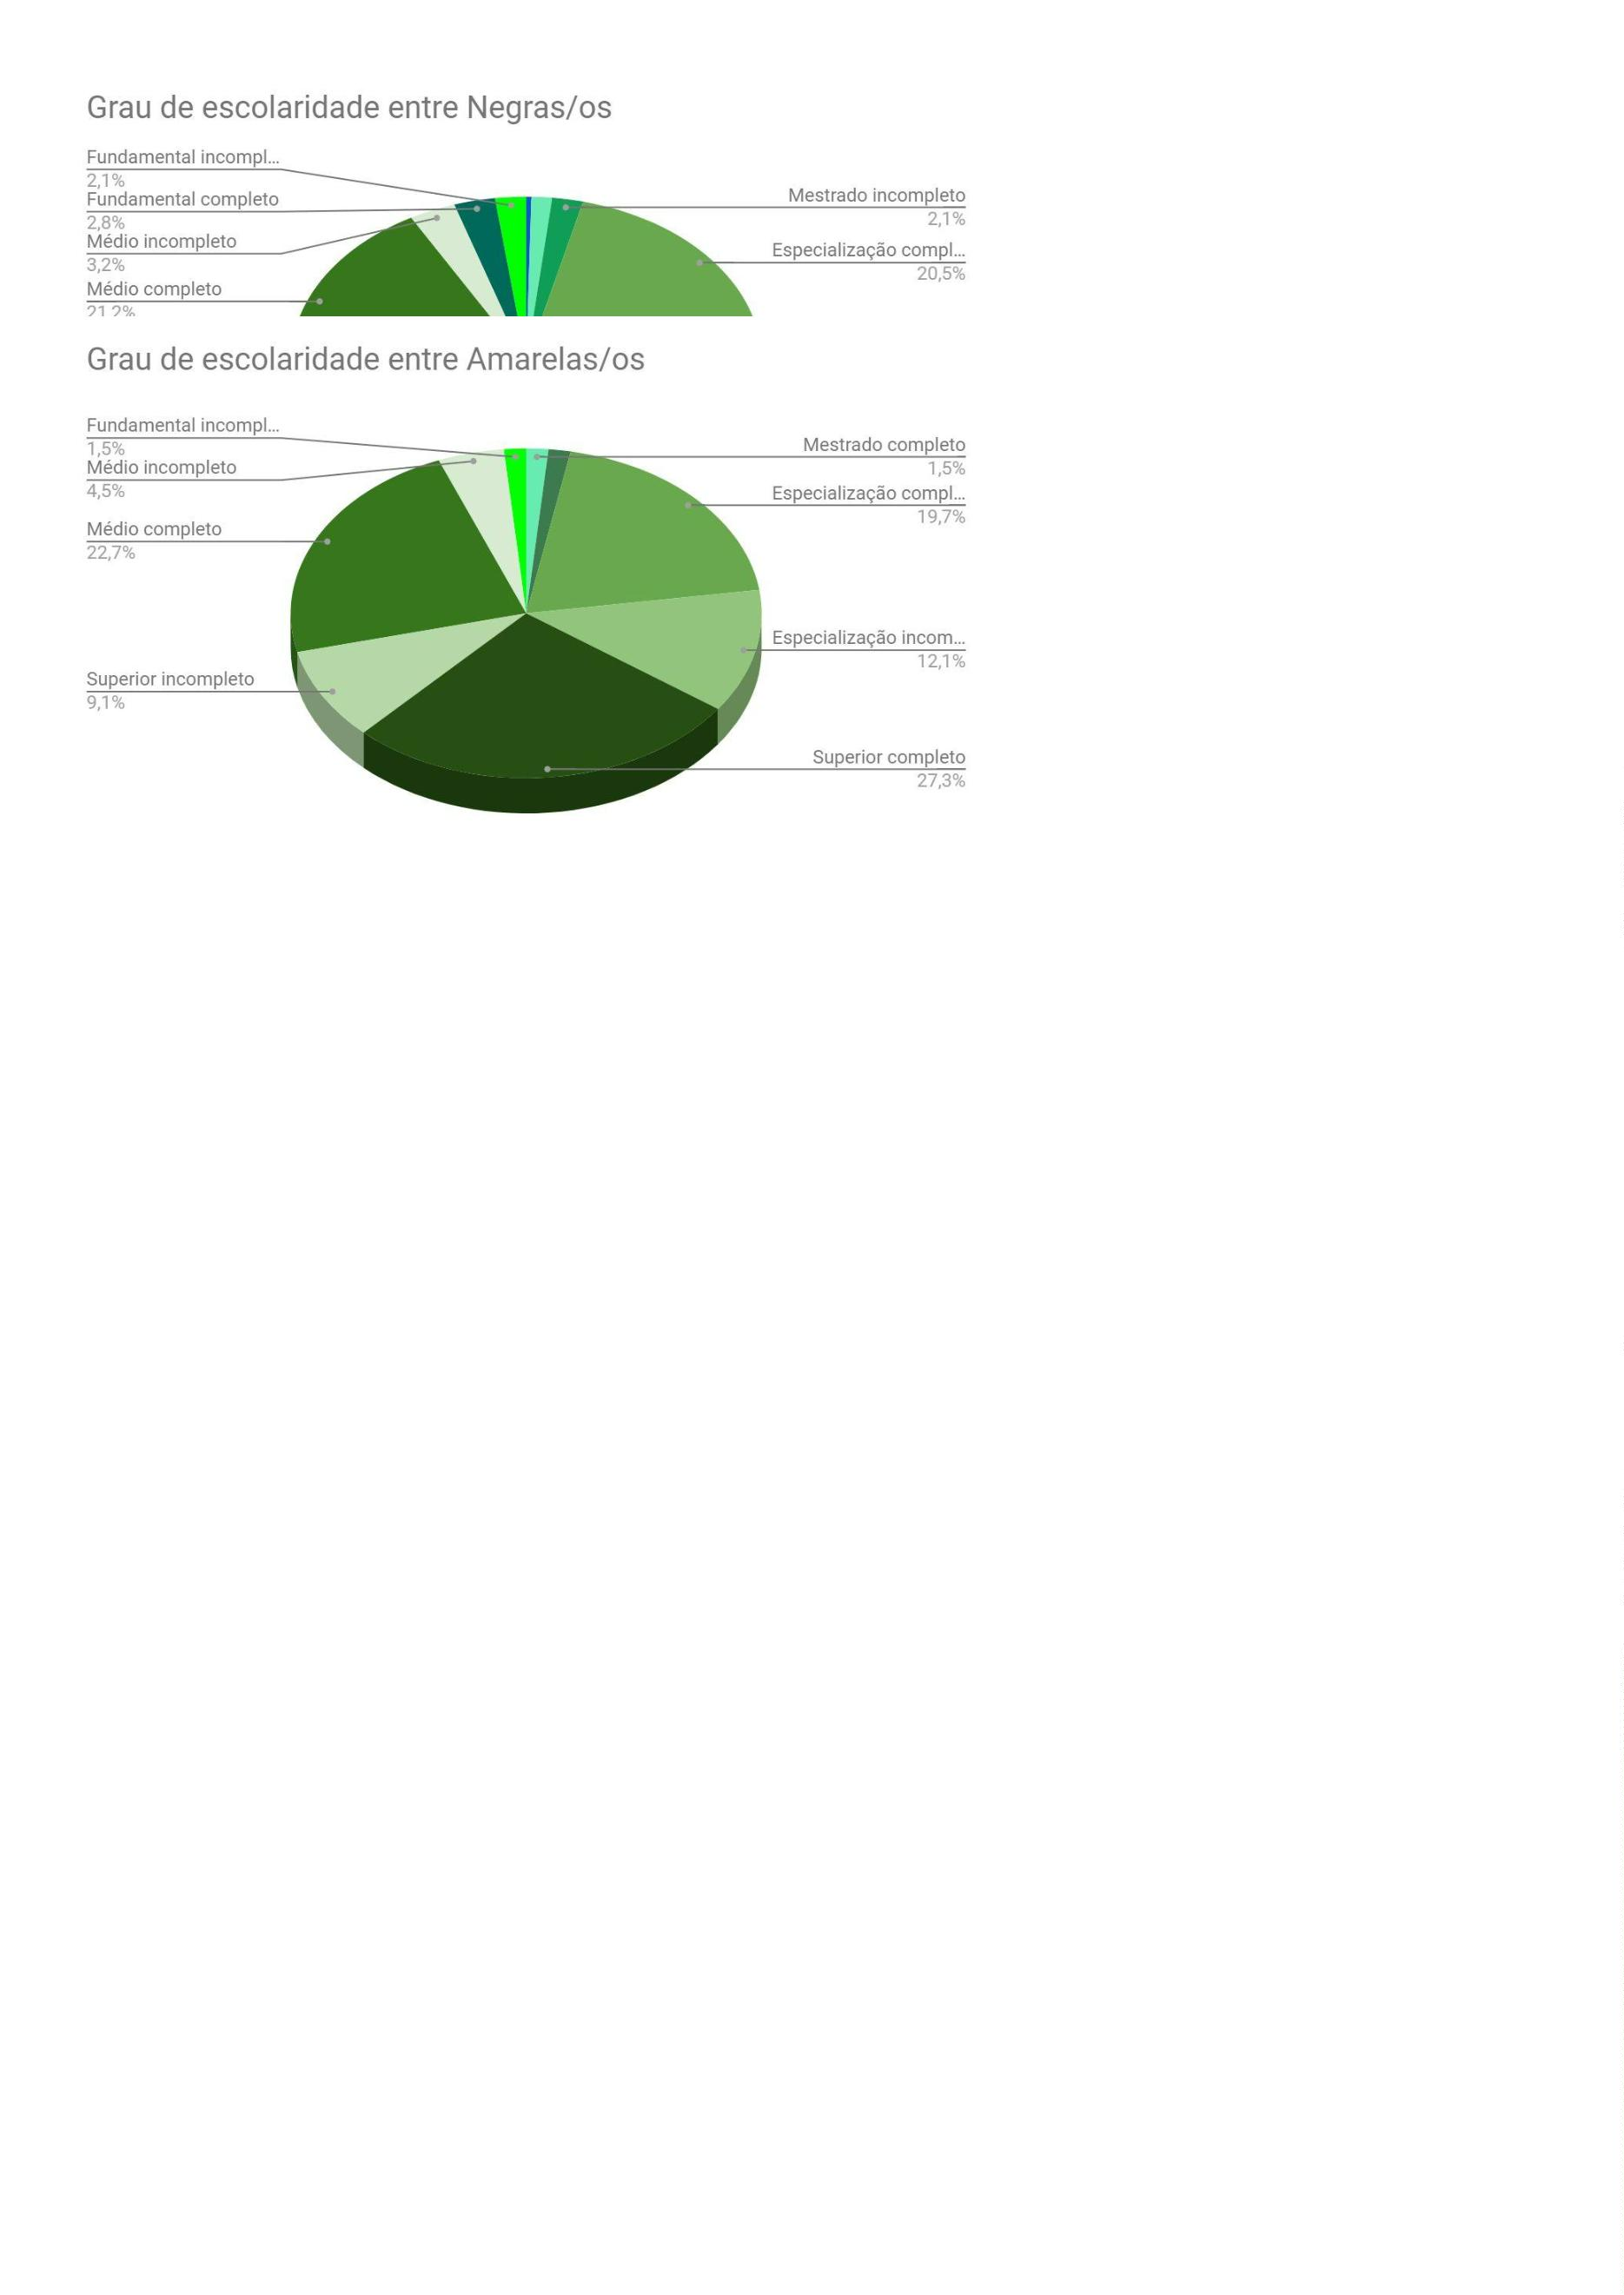 Grau de escolaridade entre Negras/os
Fundamental incompl...
2,1%
Fundamental completo
2,8%
Médio incompleto
3,2%
Médio completo
21,2%
Mestrado incompleto
2,1%
Especialização compl...
20,5%
Grau de escolaridade entre Amarelas/os
Fundamental incompl...
1,5%
Médio incompleto
4,5%
Médio completo
22,7%
Superior incompleto
9,1%
Mestrado completo
1,5%
Especialização compl...
19,7%
Especialização incom...
12,1%
Superior completo
27,3%